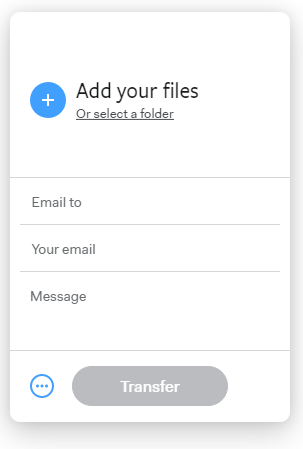 Add your files
Or select a folder
Email to
Your email
Message
Transfer